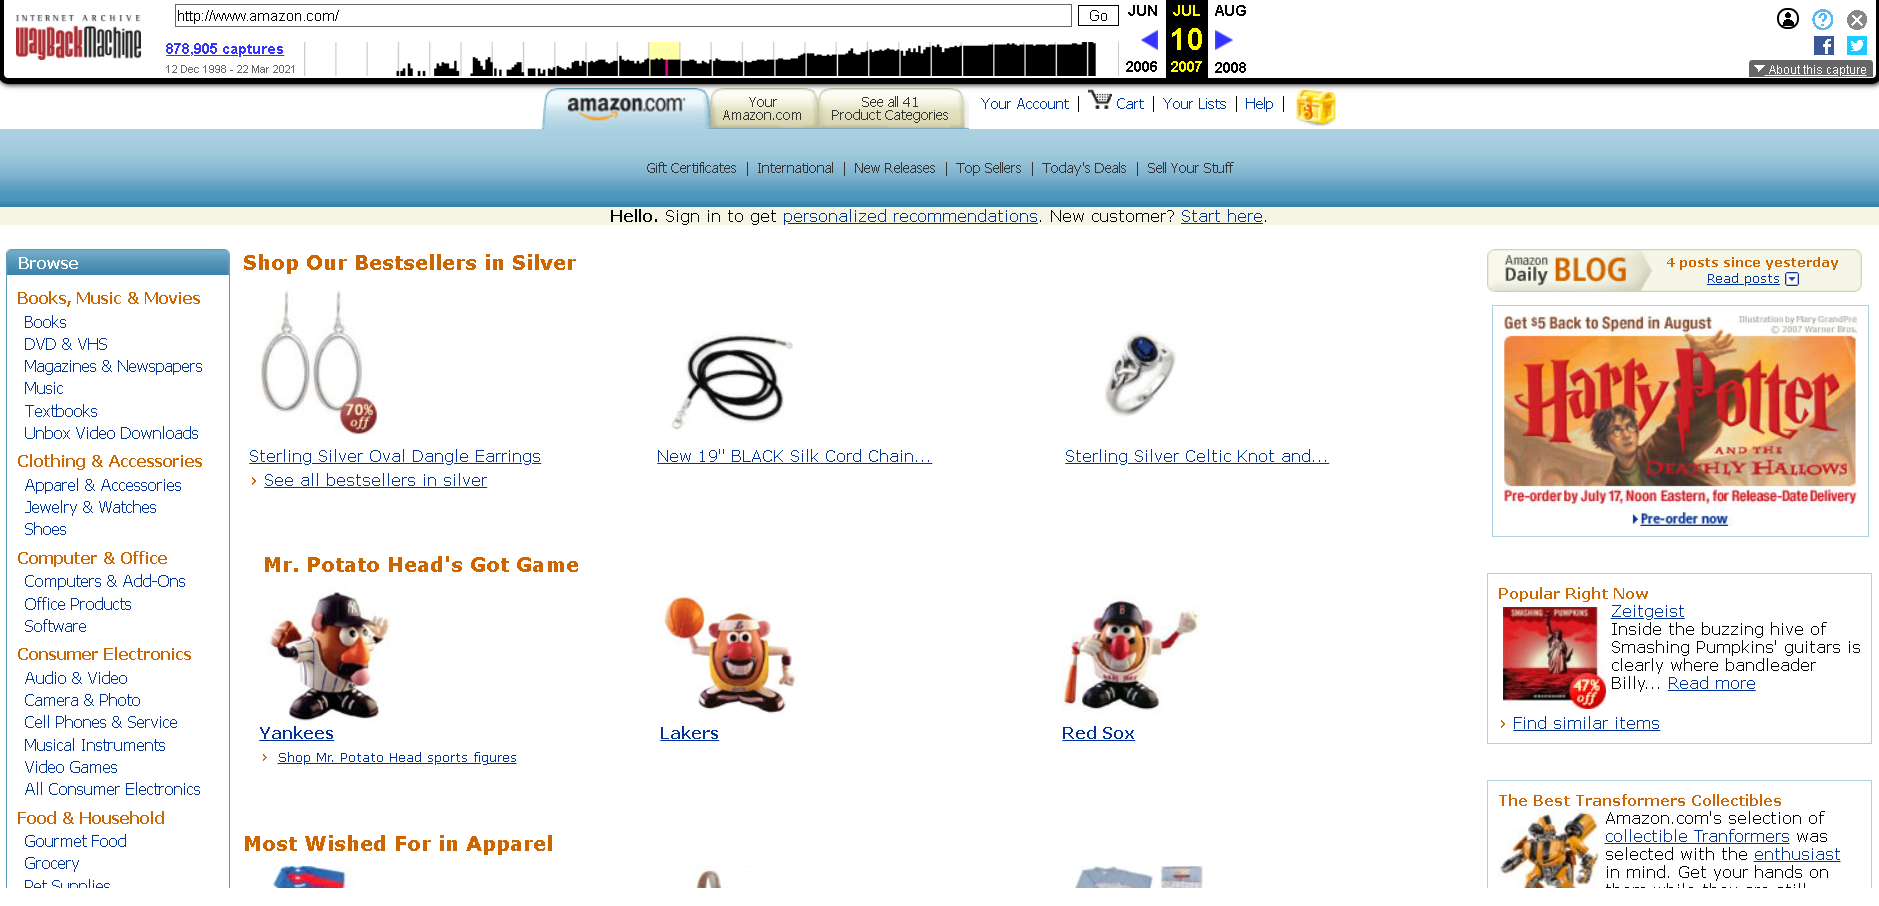 INTERNET ARCHIVE
WayBackMachine
http://www.amazon.com/
Go
878,905 captures
12 Dec 1998 - 22 Mar 2021
JUN JUL AUG
10
2006 2007 2008
About this capture
amazon.com
Your
Amazon.com
See all 41
Product Categories
Your Account | Cart | Your Lists | Help |
Gift Certificates | International | New Releases | Top Sellers | Today's Deals | Sell Your Stuff
Hello. Sign in to get personalized recommendations. New customer? Start here.
Browse
Books, Music & Movies
Books
DVD & VHS
Magazines & Newspapers
Music
Textbooks
Unbox Video Downloads
Clothing & Accessories
Apparel & Accessories
Jewelry & Watches
Shoes
Computer & Office
Computers & Add-Ons
Office Products
Software
Consumer Electronics
Audio & Video
Camera & Photo
Cell Phones & Service
Musical Instruments
Video Games
All Consumer Electronics
Food & Household
Gourmet Food
Grocery
Pet Supplies
Shop Our Bestsellers in Silver
70%
off
Sterling Silver Oval Dangle Earrings
New 19" BLACK Silk Cord Chain...
Sterling Silver Celtic Knot and...
› See all bestsellers in silver
Mr. Potato Head's Got Game
Yankees
Lakers
Red Sox
› Shop Mr. Potato Head sports figures
Most Wished For in Apparel
Amazon
Daily BLOG
4 posts since yesterday
Read posts
Get $5 Back to Spend in August
Illustration by Mary GrandPré
© 2007 Warner Bros.
Harry Potter
AND THE
DEATHLY HALLOWS
Pre-order by July 17, Noon Eastern, for Release-Date Delivery
Pre-order now
Popular Right Now
SMASHING PUMPKINS
47%
off
Zeitgeist
Inside the buzzing hive of
Smashing Pumpkins' guitars is
clearly where bandleader
Billy... Read more
› Find similar items
The Best Transformers Collectibles
Amazon.com's selection of
collectible Tranformers was
selected with the enthusiast
in mind. Get your hands on
them while they are still